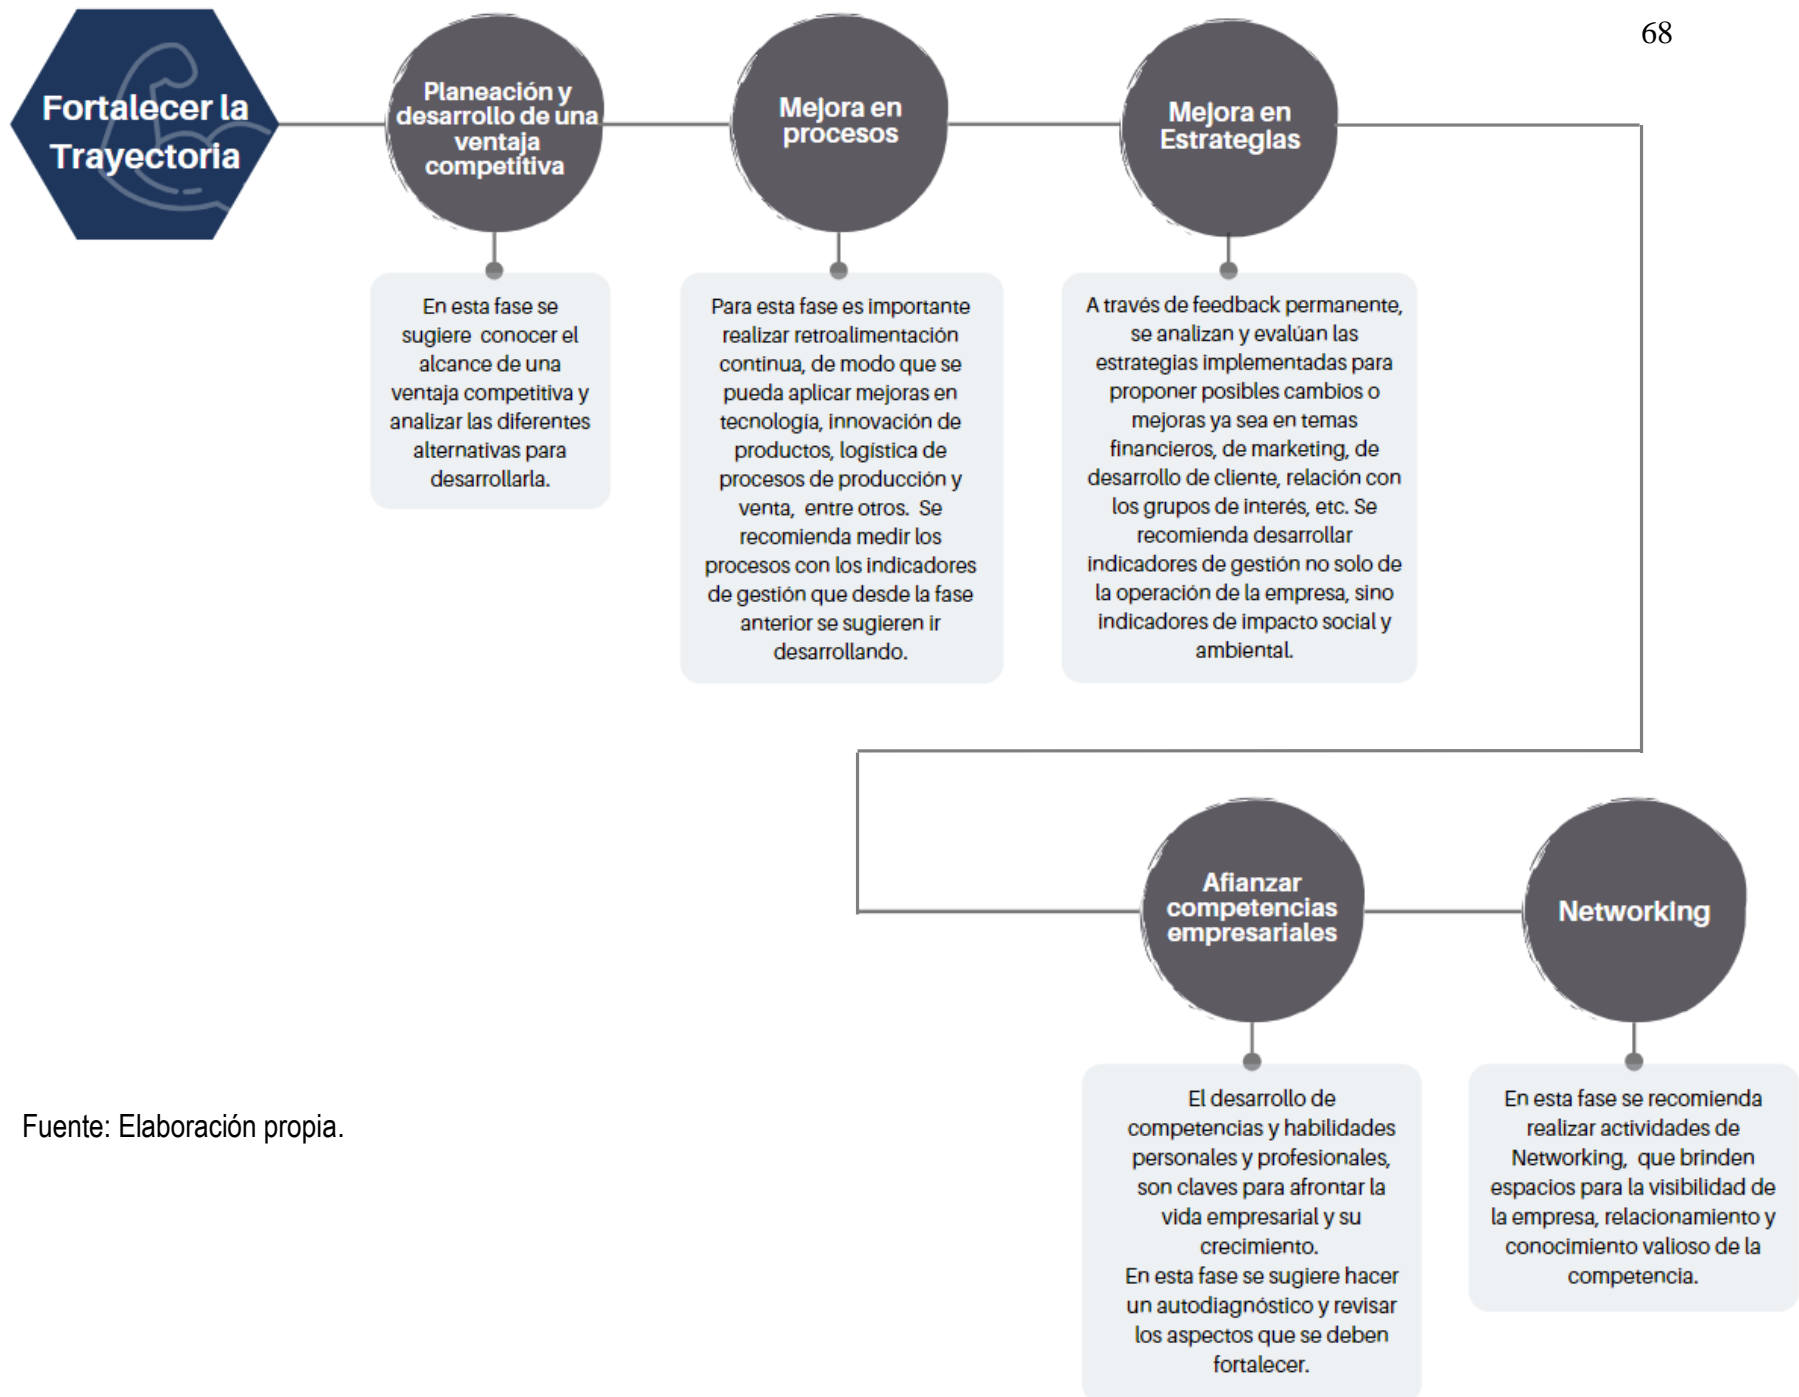 68
Fortalecer la
Trayectoria
Planeación y
desarrollo de una
ventaja
competitiva
En esta fase se
sugiere conocer el
alcance de una
ventaja competitiva y
analizar las diferentes
alternativas para
desarrollarla.
Mejora en
procesos
Para esta fase es importante
realizar retroalimentación
continua, de modo que se
pueda aplicar mejoras en
tecnología, innovación de
productos, logística de
procesos de producción y
venta, entre otros. Se
recomienda medir los
procesos con los indicadores
de gestión que desde la fase
anterior se sugieren ir
desarrollando.
Mejora en
Estrategias
A través de feedback permanente,
se analizan y evalúan las
estrategias implementadas para
proponer posibles cambios o
mejoras ya sea en temas
financieros, de marketing, de
desarrollo de cliente, relación con
los grupos de interés, etc. Se
recomienda desarrollar
indicadores de gestión no solo de
la operación de la empresa, sino
indicadores de impacto social y
ambiental.
Afianzar
competencias
empresariales
El desarrollo de
competencias y habilidades
personales y profesionales,
son claves para afrontar la
vida empresarial y su
crecimiento.
En esta fase se sugiere hacer
un autodiagnóstico y revisar
los aspectos que se deben
fortalecer.
Networking
En esta fase se recomienda
realizar actividades de
Networking, que brinden
espacios para la visibilidad de
la empresa, relacionamiento y
conocimiento valioso de la
competencia.
Fuente: Elaboración propia.